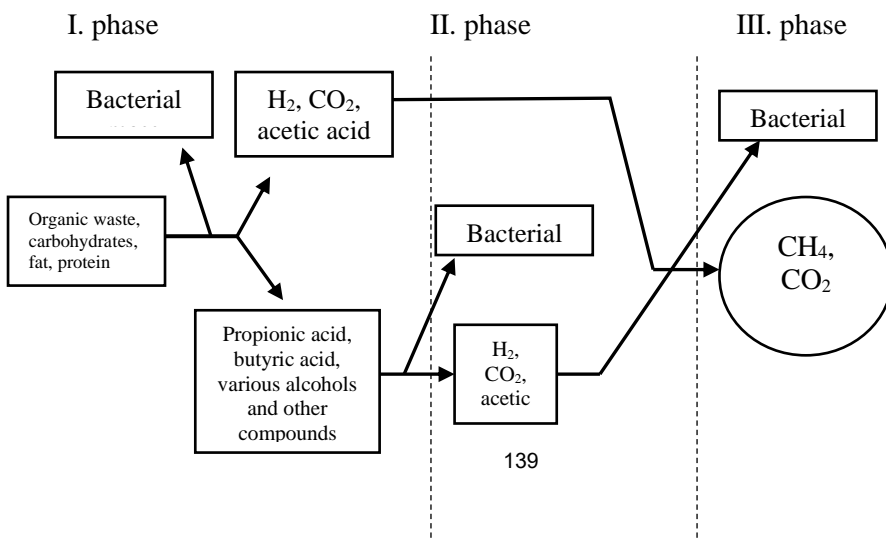 I. phase
II. phase
III. phase
Bacterial
H₂, CO₂,
acetic acid
Bacterial
Organic waste,
carbohydrates,
fat, protein
Bacterial
CH₄,
CO₂
Propionic acid,
butyric acid,
various alcohols
and other
compounds
H₂,
CO₂,
acetic
139